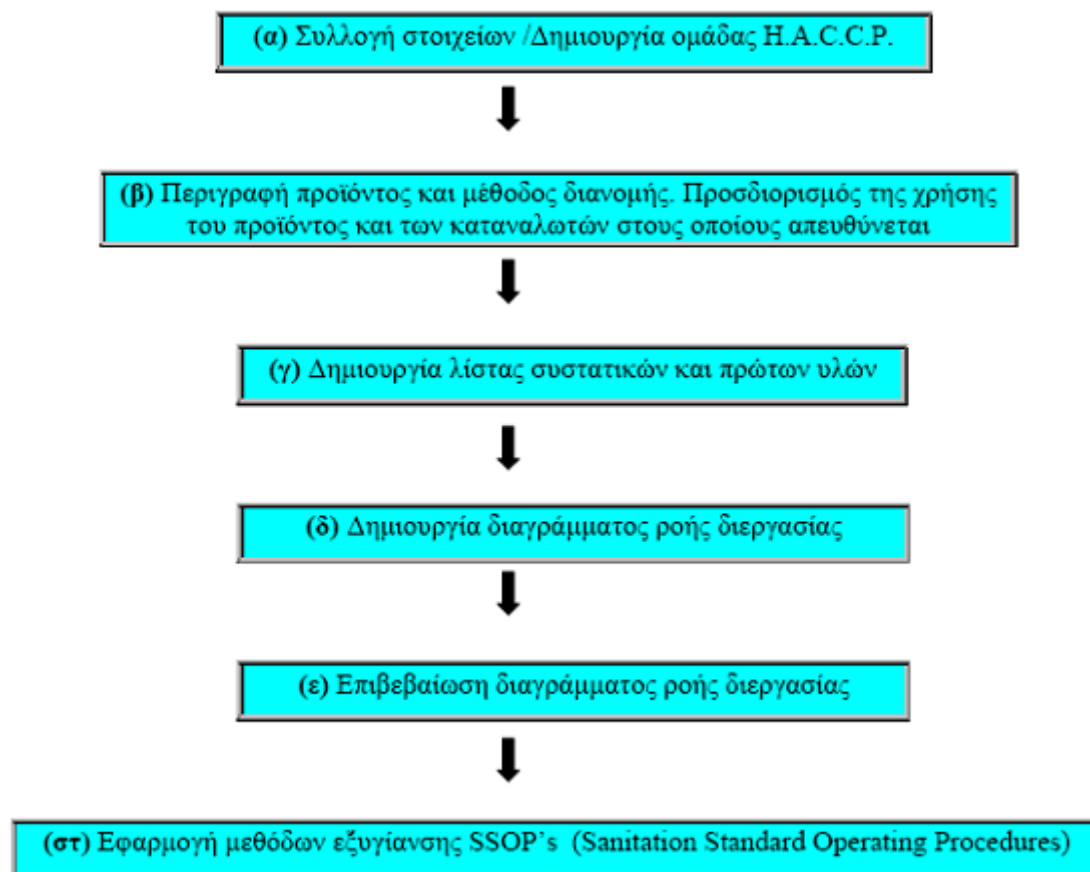 (α) Συλλογή στοιχείων /Δημιουργία ομάδας H.A.C.C.P.
(β) Περιγραφή προϊόντος και μέθοδος διανομής. Προσδιορισμός της χρήσης
του προϊόντος και των καταναλωτών στους οποίους απευθύνεται
(γ) Δημιουργία λίστας συστατικών και πρώτων υλών
(δ) Δημιουργία διαγράμματος ροής διεργασίας
(ε) Επιβεβαίωση διαγράμματος ροής διεργασίας
(στ) Εφαρμογή μεθόδων εξυγίανσης SSOP’s (Sanitation Standard Operating Procedures)